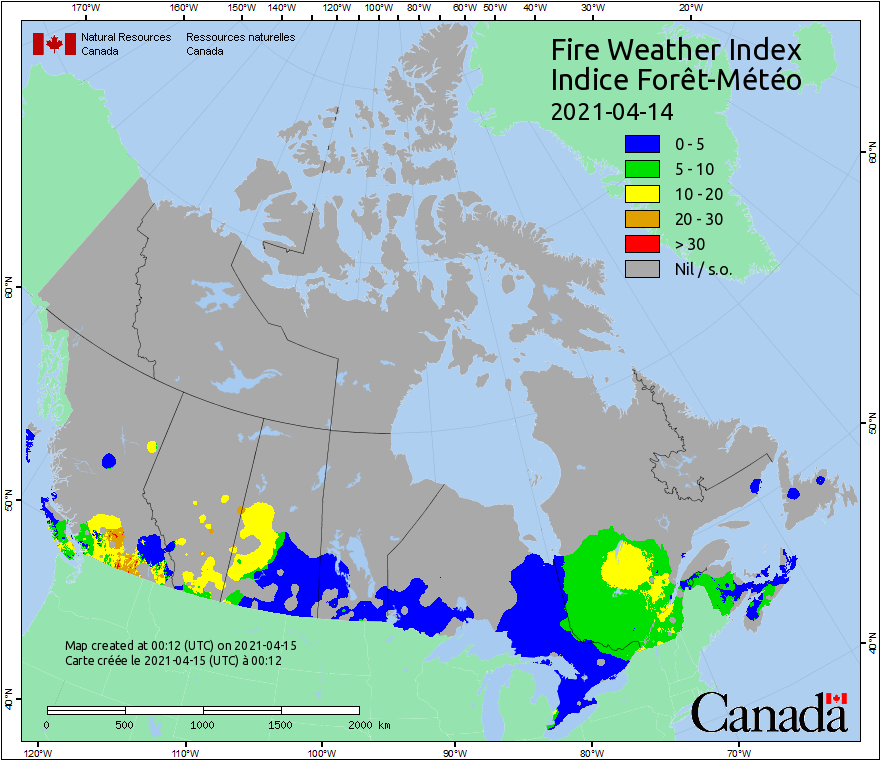 170°W 160°W 150°W 140°W 130°W 120°W 110°W 100°W 90°W 80°W 60°W 50°W 40°W 30°W 20°W
Natural Resources Ressources naturelles
Canada Canada
Fire Weather Index
Indice Forêt-Météo
2021-04-14
0 - 5
5 - 10
10 - 20
20 - 30
> 30
Nil / s.o.
60°N
60°N
50°N
50°N
40°N
40°N
Map created at 00:12 (UTC) on 2021-04-15
Carte créée le 2021-04-15 (UTC) à 00:12
0 500 1000 1500 2000 km
Canada
120°W 110°W 100°W 90°W 80°W 70°W